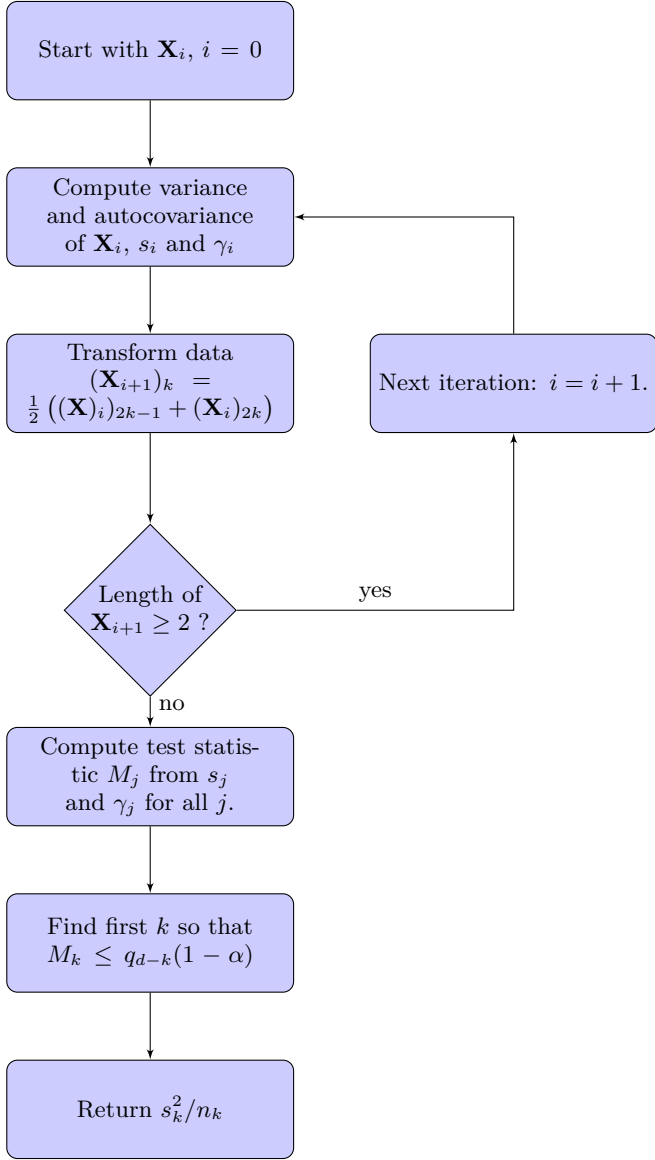 Start with X_i, i = 0
Compute variance
and autocovariance
of X_i, s_i and γ_i
Transform data
(X_{i+1})_k =
½ ((X)_i)_{2k−1} + (X_i)_{2k})
Next iteration: i = i + 1.
Length of
X_{i+1} ≥ 2 ?
yes
no
Compute test statis-
tic M_j from s_j
and γ_j for all j.
Find first k so that
M_k ≤ q_{d−k}(1 − α)
Return s_k^2/n_k